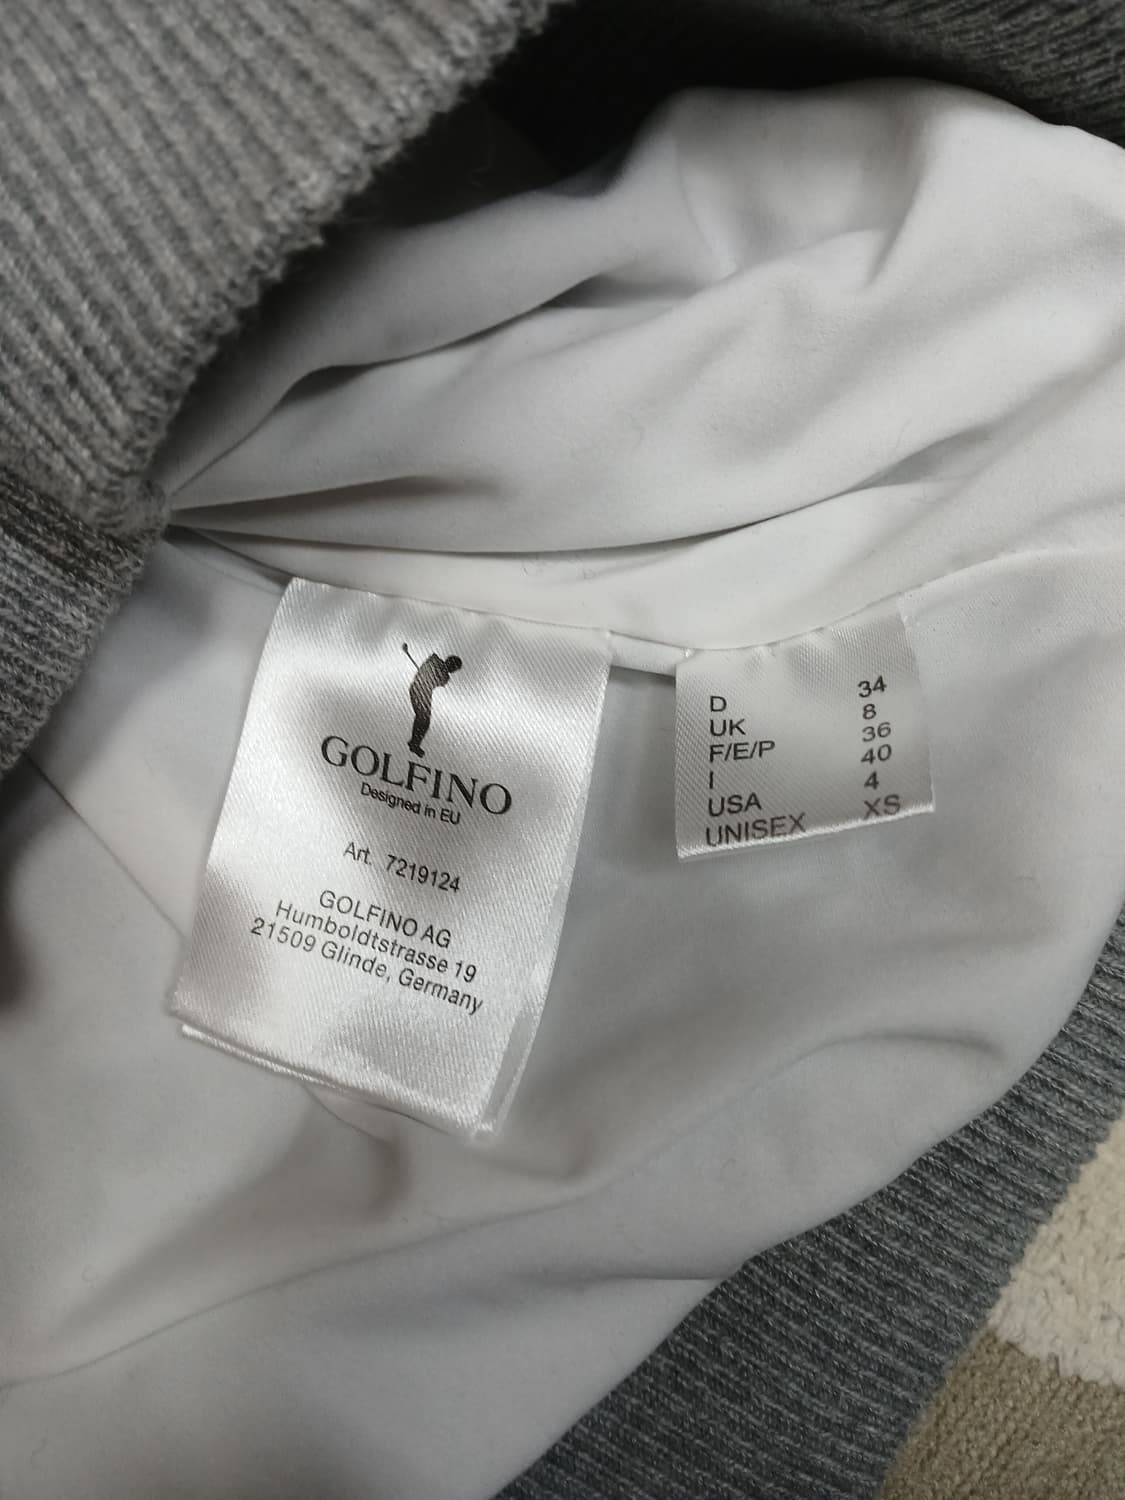 GOLFINO
Designed in EU
Art. 7219124
GOLFINO AG
Humboldtstrasse 19
21509 Glinde, Germany
D 34
UK 8
F/E/P 36
I 40
USA 4
UNISEX XS